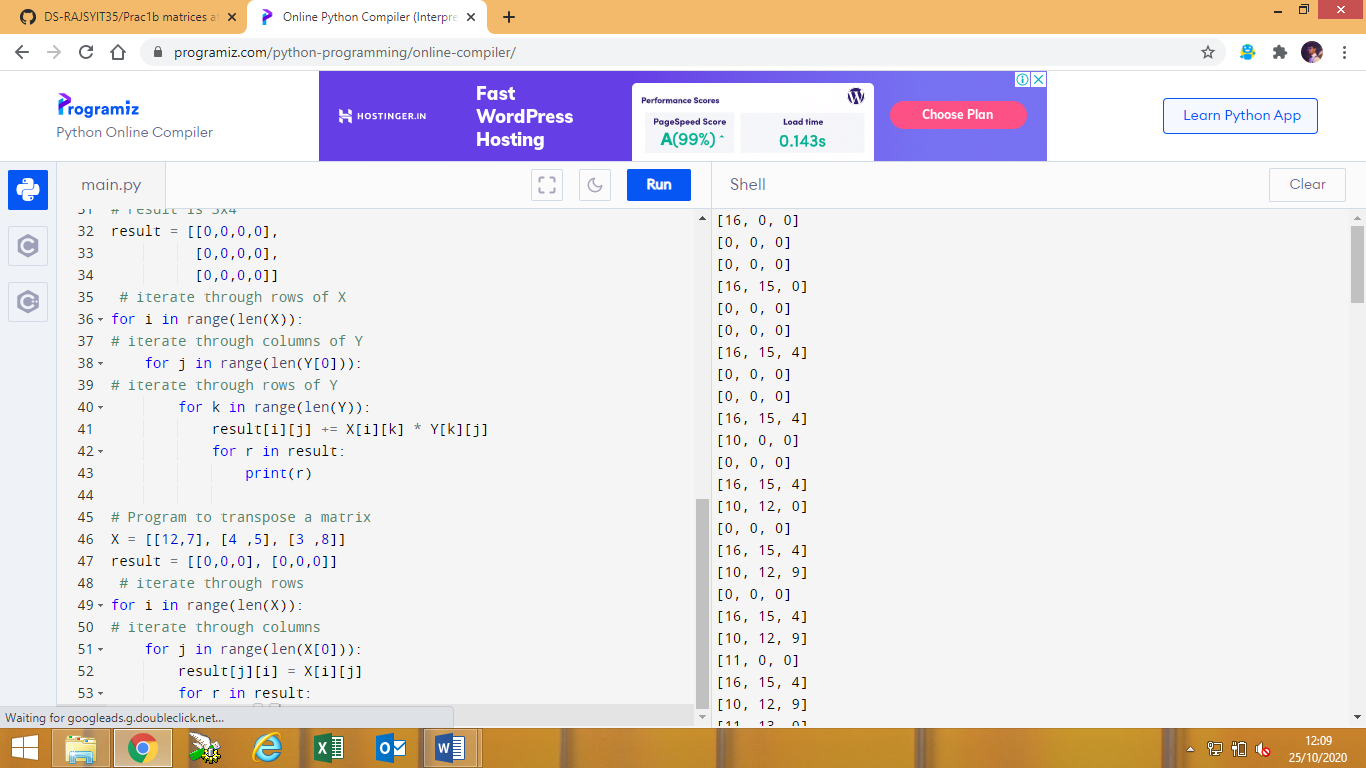 DS-RAJSYIT35/Prac1b matrices a
Online Python Compiler (Interpre
programiz.com/python-programming/online-compiler/
Programiz
Python Online Compiler
HOSTINGER.IN
Fast
WordPress
Hosting
Performance Scores
PageSpeed Score
A(99%)
Load time
0.143s
Choose Plan
Learn Python App
main.py
Run
Shell
Clear
31 # result is 3x4
32 result = [[0,0,0,0],
33 [0,0,0,0],
34 [0,0,0,0]]
35 # iterate through rows of X
36 for i in range(len(X)):
37 # iterate through columns of Y
38 for j in range(len(Y[0])):
39 # iterate through rows of Y
40 for k in range(len(Y)):
41 result[i][j] += X[i][k] * Y[k][j]
42 for r in result:
43 print(r)
44
45 # Program to transpose a matrix
46 X = [[12,7], [4 ,5], [3 ,8]]
47 result = [[0,0,0], [0,0,0]]
48 # iterate through rows
49 for i in range(len(X)):
50 # iterate through columns
51 for j in range(len(X[0])):
52 result[j][i] = X[i][j]
53 for r in result:
[16, 0, 0]
[0, 0, 0]
[0, 0, 0]
[16, 15, 0]
[0, 0, 0]
[0, 0, 0]
[16, 15, 4]
[0, 0, 0]
[0, 0, 0]
[16, 15, 4]
[10, 0, 0]
[0, 0, 0]
[16, 15, 4]
[10, 12, 0]
[0, 0, 0]
[16, 15, 4]
[10, 12, 9]
[0, 0, 0]
[16, 15, 4]
[10, 12, 9]
[11, 0, 0]
[16, 15, 4]
[10, 12, 9]
[11, 13, 0]
Waiting for googleads.g.doubleclick.net...
12:09
25/10/2020